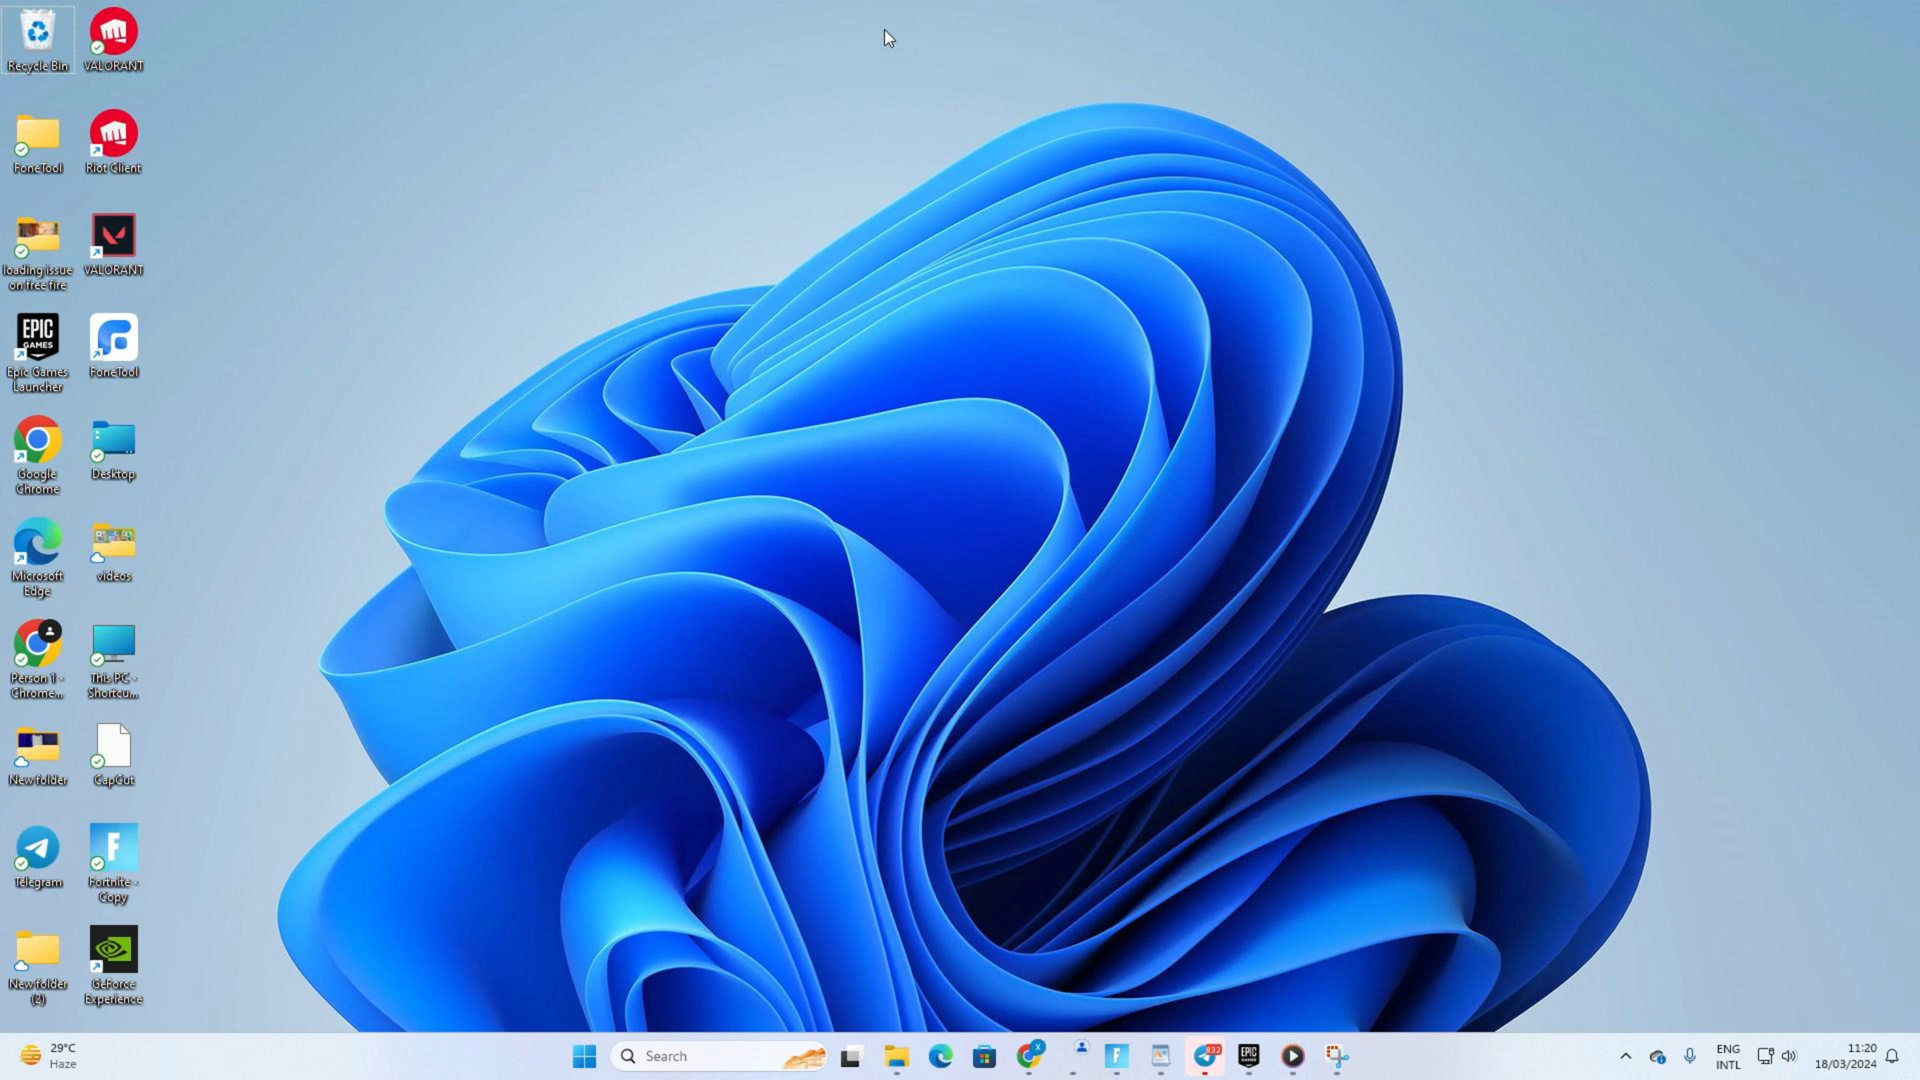 Recycle Bin
VALORANT
FoneTool
Riot Client
loading issue
on free fire
VALORANT
EPIC
GAMES
Epic Games
Launcher
FoneTool
Google
Chrome
Desktop
Microsoft
Edge
videos
Person 1 -
Chrome...
This PC -
Shortcu...
New folder
CapCut
Telegram
F
Fortnite -
Copy
New folder
(2)
GeForce
Experience
29°C
Haze
Search
X
F
832
EPIC
GAMES
ENG
INTL
11:20
18/03/2024